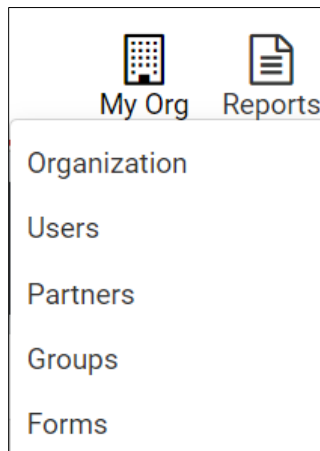 My Org Reports
Organization
Users
Partners
Groups
Forms